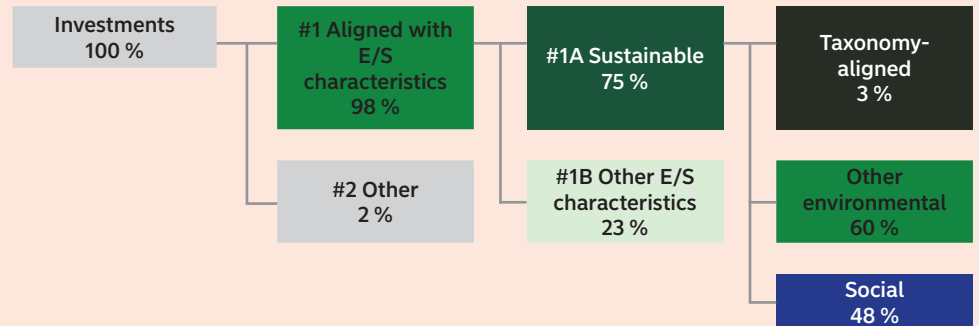 Investments
100 %
#1 Aligned with
E/S
characteristics
98 %
#1A Sustainable
75 %
Taxonomy-
aligned
3 %
#2 Other
2 %
#1B Other E/S
characteristics
23 %
Other
environmental
60 %
Social
48 %